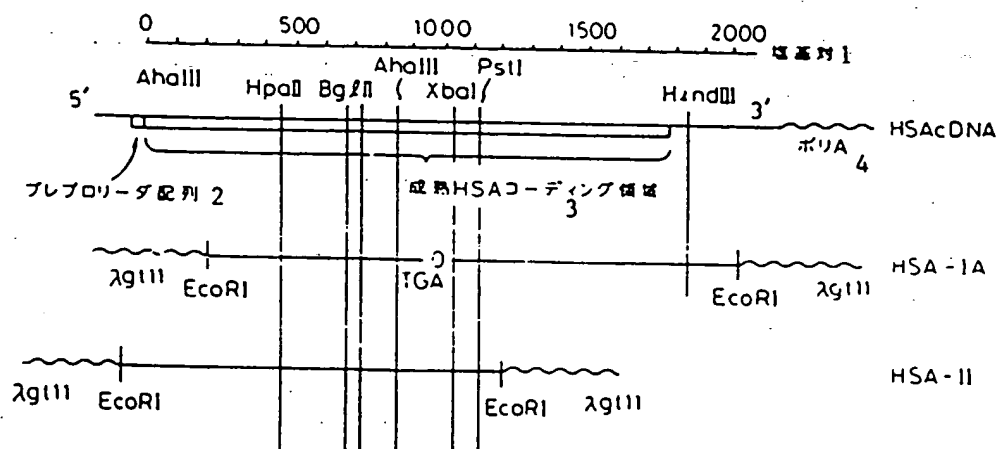 0 500 1000 1500 2000 塩基対 1
AhaIII HpaII BglII AhaIII XbaI PstI HindIII
5' 3' HSAcDNA
ポリA 4
プレプロリーダ配列 2 成熟HSAコーディング領域 3
λgt11 EcoRI TGA EcoRI λgt11 HSA-IA
λgt11 EcoRI EcoRI λgt11 HSA-II